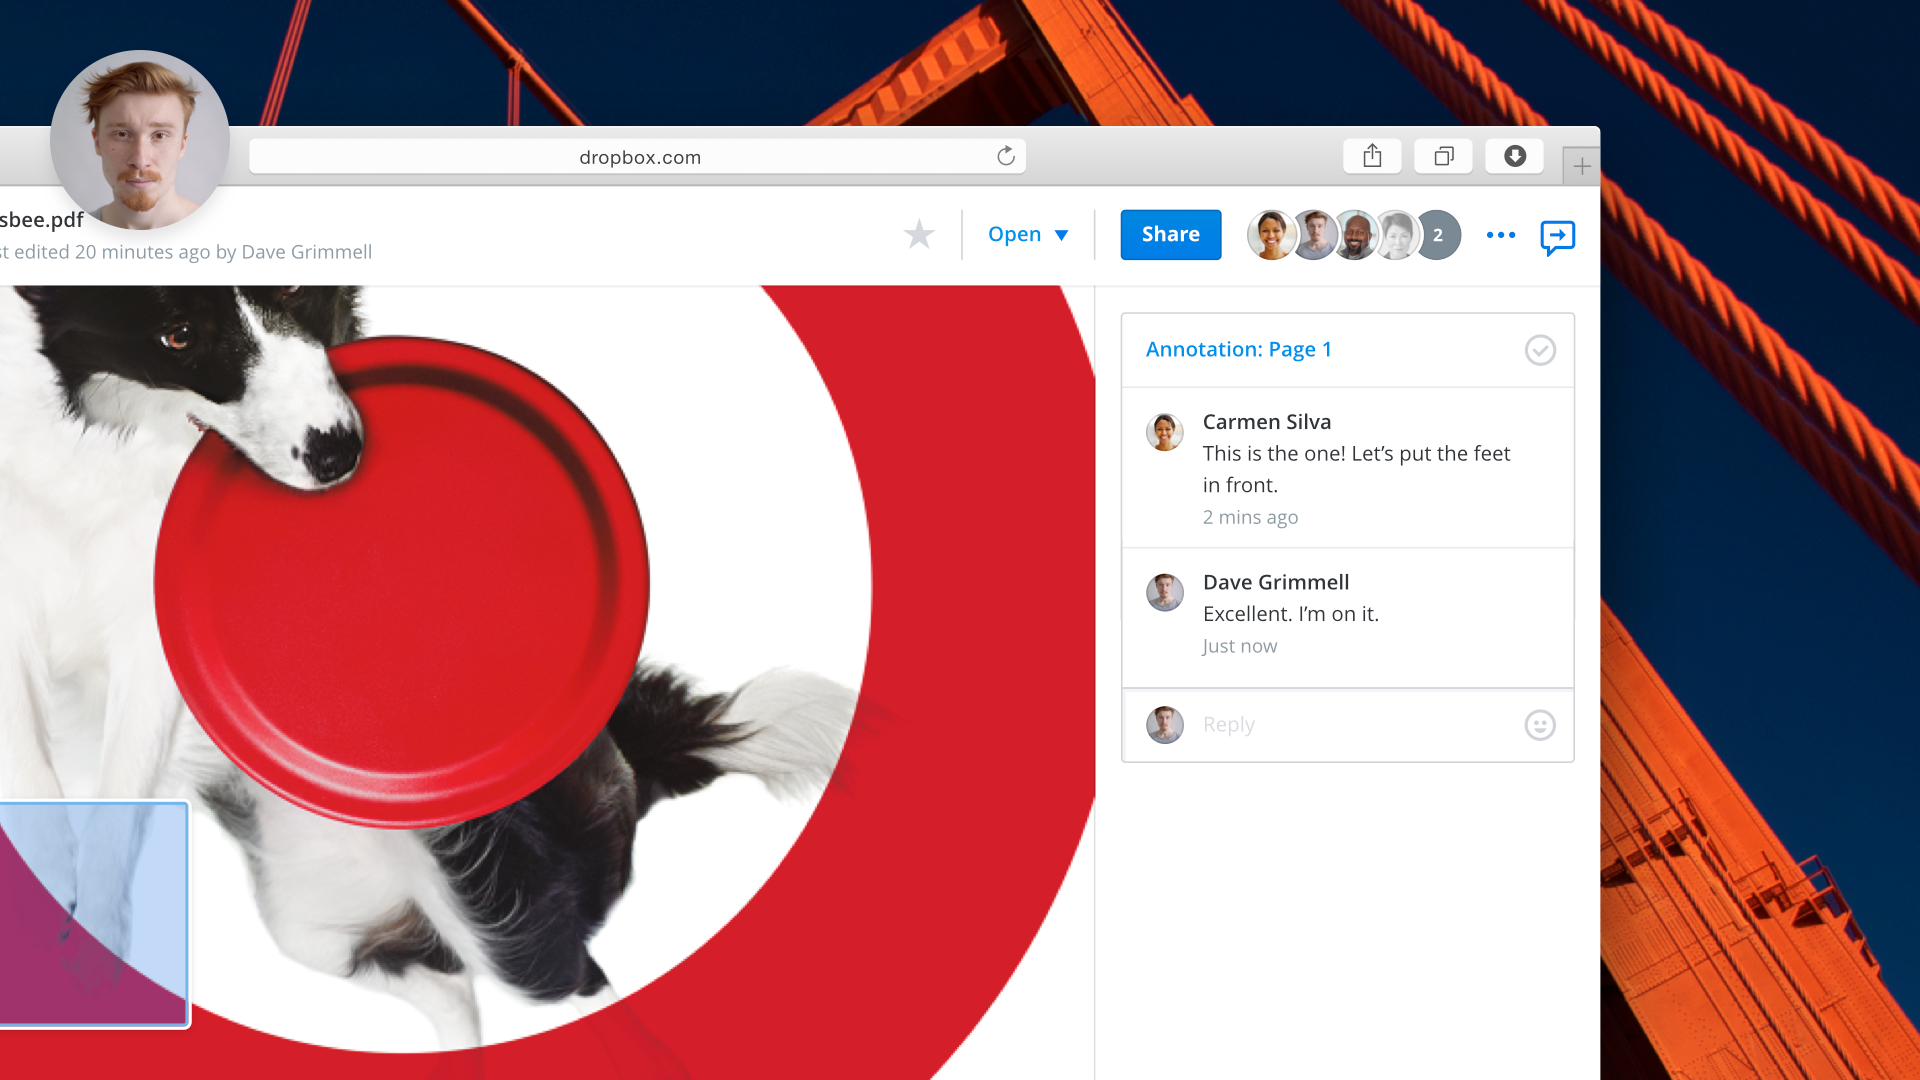 dropbox.com
sbee.pdf
t edited 20 minutes ago by Dave Grimmell
Open
Share
2
Annotation: Page 1
Carmen Silva
This is the one! Let’s put the feet
in front.
2 mins ago
Dave Grimmell
Excellent. I’m on it.
Just now
Reply